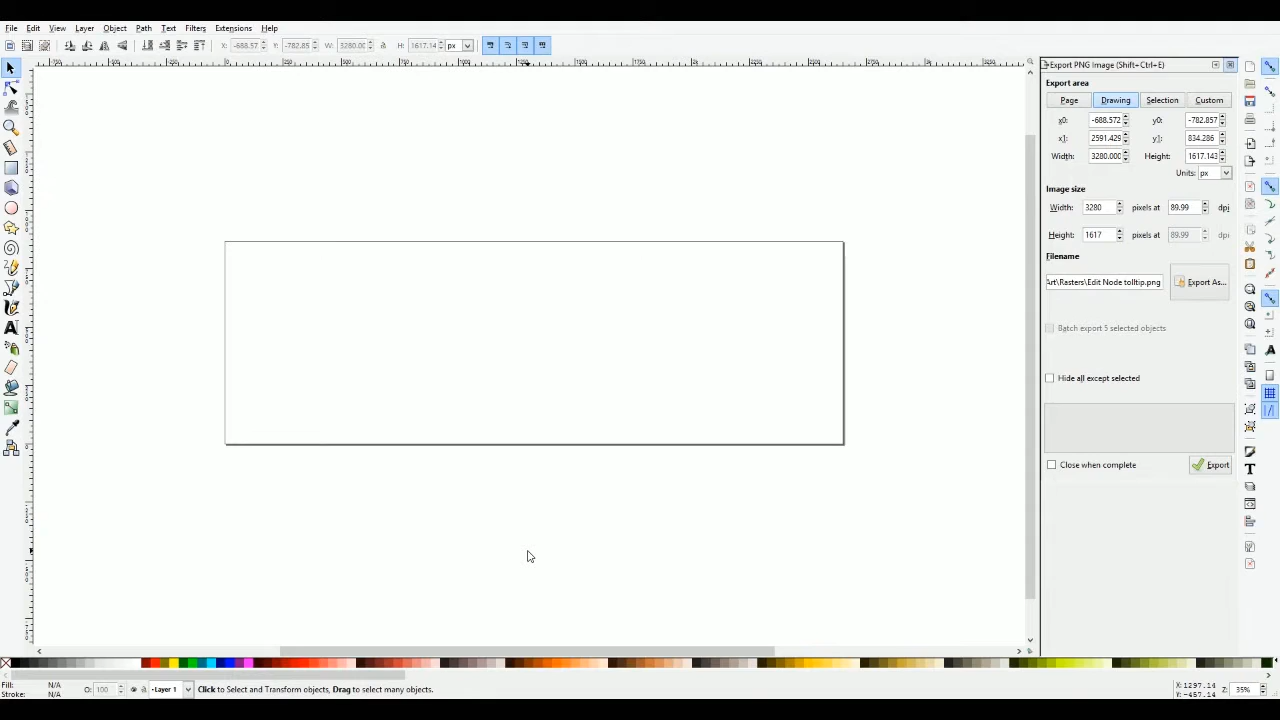 File Edit View Layer Object Path Text Filters Extensions Help
X: -688.57 Y: -782.85 W: 3280.00 H: 1617.14 px
Export PNG Image (Shift+Ctrl+E)
Export area
Page Drawing Selection Custom
x0: -688.572 y0: -782.857
x1: 2591.429 y1: 834.286
Width: 3280.000 Height: 1617.143
Units: px
Image size
Width: 3280 pixels at 89.99 dpi
Height: 1617 pixels at 89.99 dpi
Filename
Art\Rasters\Edit Node tolltip.png Export As...
Batch export 5 selected objects
Hide all except selected
Close when complete Export
Fill: N/A O: 100 Layer 1 Click to Select and Transform objects, Drag to select many objects. X: 1297.14 Z: 35%
Stroke: N/A Y: -457.14